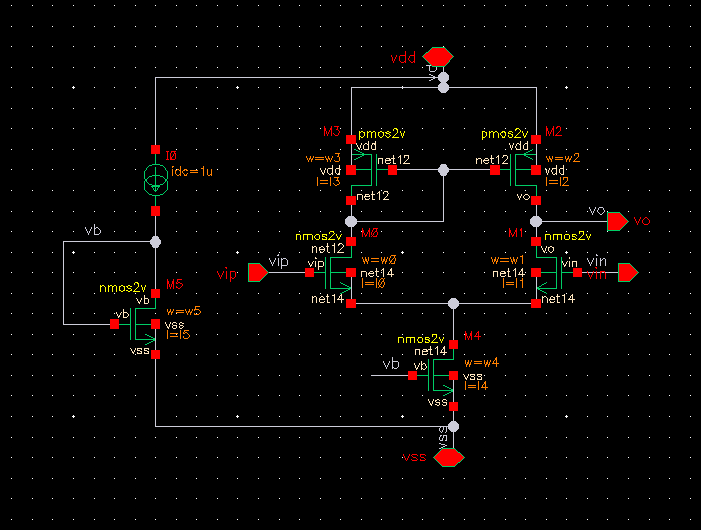 vdd
vdd
M3
pmos2v
vdd
w=w3
vdd
l=l3
net12
net12
pmos2v
M2
vdd
net12
w=w2
vdd
l=l2
vo
I0
idc=1u
vb
vo
vo
M0
nmos2v
net12
vip
vip
vip
w=w0
net14
l=l0
net14
M1
nmos2v
vo
w=w1
net14
l=l1
vin
vin
vin
net14
M5
nmos2v
vb
vb
w=w5
vss
l=l5
vss
M4
nmos2v
net14
vb
vb
w=w4
vss
l=l4
vss
vss
vss